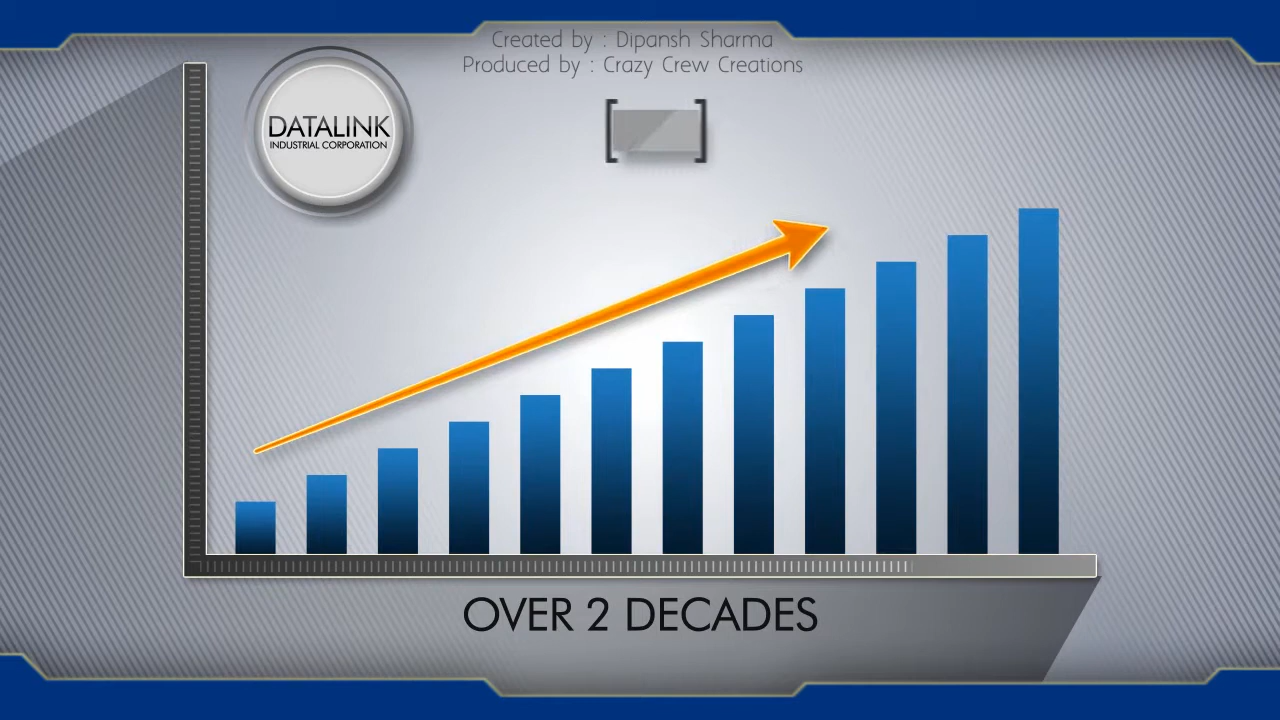 Created by : Dipansh Sharma
Produced by : Crazy Crew Creations
DATALINK
INDUSTRIAL CORPORATION
OVER 2 DECADES